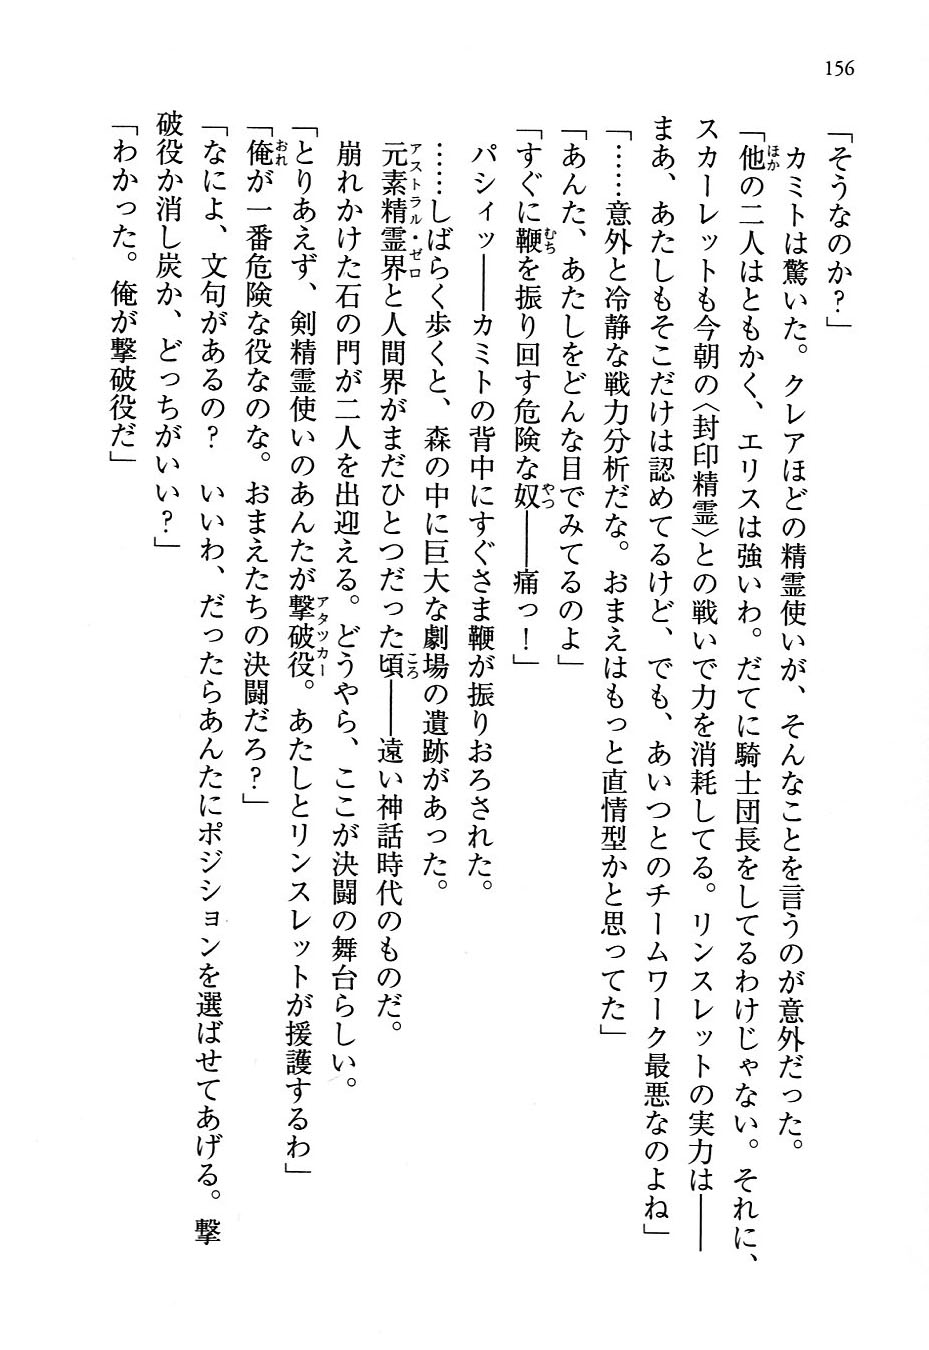 156
「そうなのか?」
　カミトは驚いた。クレアほどの精霊使いが、そんなことを言うのが意外だった。
「他の二人はともかく、エリスは強いわ。だてに騎士団長をしてるわけじゃない。それに、
スカーレットも今朝の〈封印精霊〉との戦いで力を消耗してる。リンスレットの実力は――
まあ、あたしもそこだけは認めてるけど、でも、あいつとのチームワーク最悪なのよね」
「……意外と冷静な戦力分析だな。おまえはもっと直情型かと思ってた」
「あんた、あたしをどんな目でみてるのよ」
「すぐに鞭を振り回す危険な奴――痛っ!」
　パシィッ――カミトの背中にすぐさま鞭が振りおろされた。
　……しばらく歩くと、森の中に巨大な劇場の遺跡があった。
　元素精霊界と人間界がまだひとつだった頃――遠い神話時代のものだ。
　崩れかけた石の門が二人を出迎える。どうやら、ここが決闘の舞台らしい。
「とりあえず、剣精霊使いのあんたが撃破役。あたしとリンスレットが援護するわ」
「俺が一番危険な役なのな。おまえたちの決闘だろ?」
「なによ、文句があるの?　いいわ、だったらあんたにポジションを選ばせてあげる。撃
破役か消し炭か、どっちがいい?」
「わかった。俺が撃破役だ」
ほか
むち
やつ
アストラル・ゼロ
ころ
アタッカー
おれ